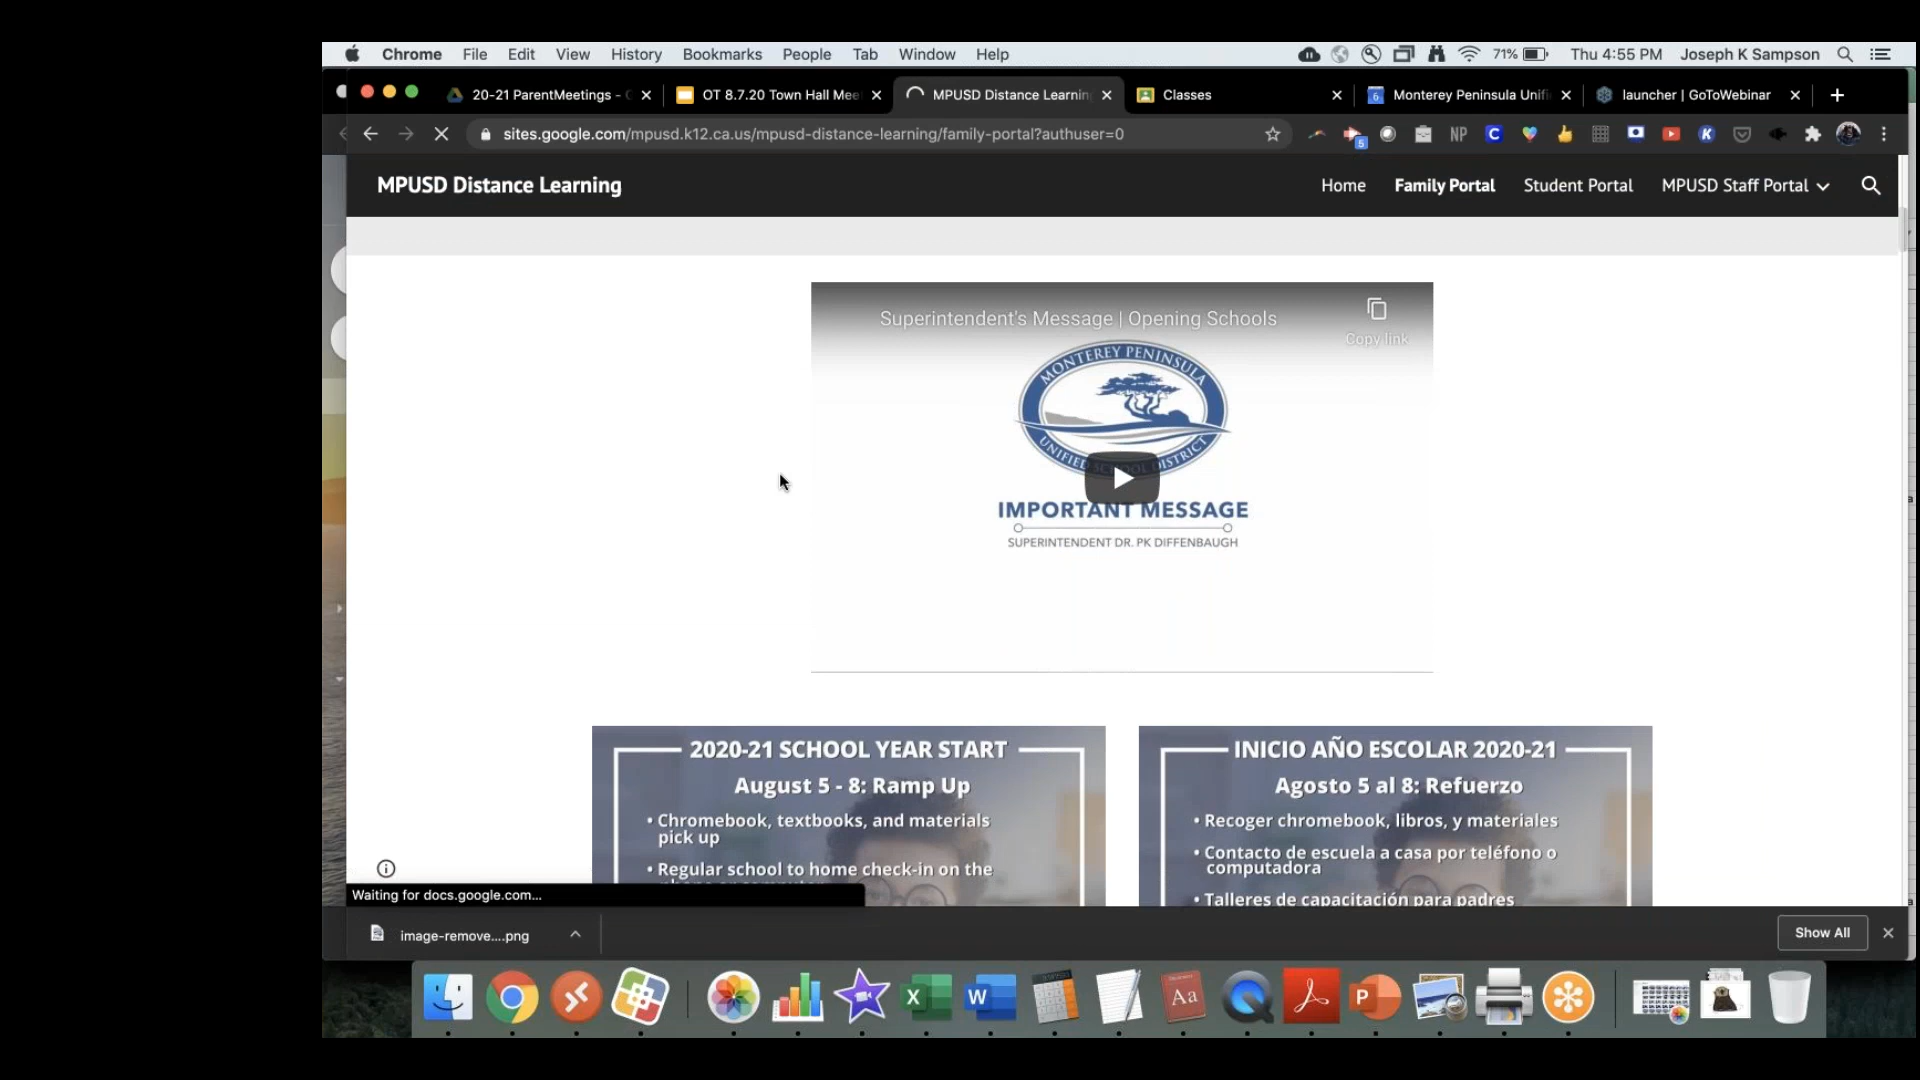 Chrome File Edit View History Bookmarks People Tab Window Help 71% Thu 4:55 PM Joseph K Sampson
20-21 ParentMeetings - OT 8.7.20 Town Hall Mee MPUSD Distance Learnin Classes Monterey Peninsula Unifi launcher | GoToWebinar
sites.google.com/mpusd.k12.ca.us/mpusd-distance-learning/family-portal?authuser=0 5 NP C K
MPUSD Distance Learning Home Family Portal Student Portal MPUSD Staff Portal
Superintendent's Message | Opening Schools
Copy link
MONTEREY PENINSULA
UNIFIED SCHOOL DISTRICT
IMPORTANT MESSAGE
SUPERINTENDENT DR. PK DIFFENBAUGH
2020-21 SCHOOL YEAR START
August 5 - 8: Ramp Up
• Chromebook, textbooks, and materials
pick up
• Regular school to home check-in on the
INICIO AÑO ESCOLAR 2020-21
Agosto 5 al 8: Refuerzo
• Recoger chromebook, libros, y materiales
• Contacto de escuela a casa por teléfono o
computadora
• Talleres de capacitación para padres
Waiting for docs.google.com...
image-remove....png Show All
X W Aa P